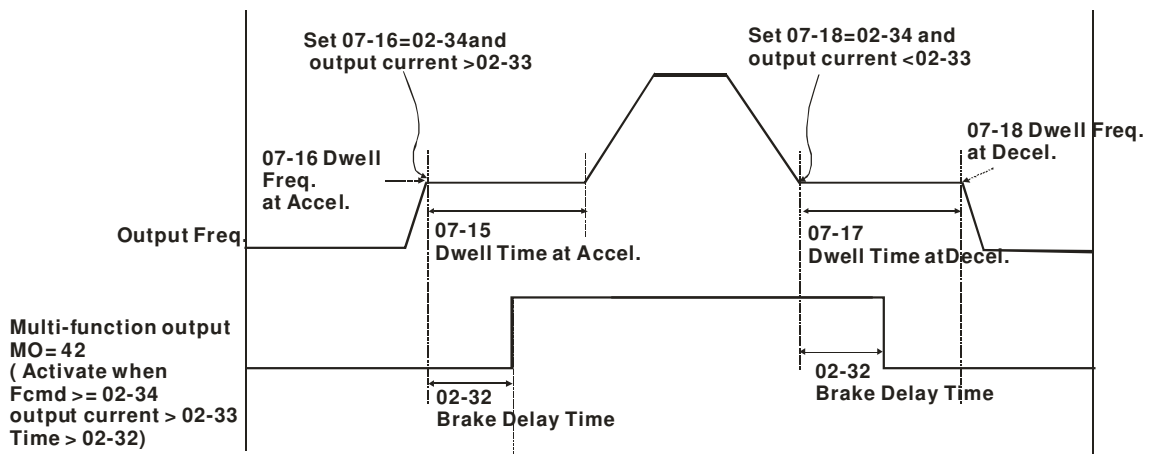 Set 07-16=02-34and
output current >02-33
Set 07-18=02-34 and
output current <02-33
07-16 Dwell
Freq.
at Accel.
07-18 Dwell Freq.
at Decel.
Output Freq.
07-15
Dwell Time at Accel.
07-17
Dwell Time atDecel.
Multi-function output
MO=42
( Activate when
Fcmd >= 02-34
output current > 02-33
Time > 02-32)
02-32
Brake Delay Time
02-32
Brake Delay Time